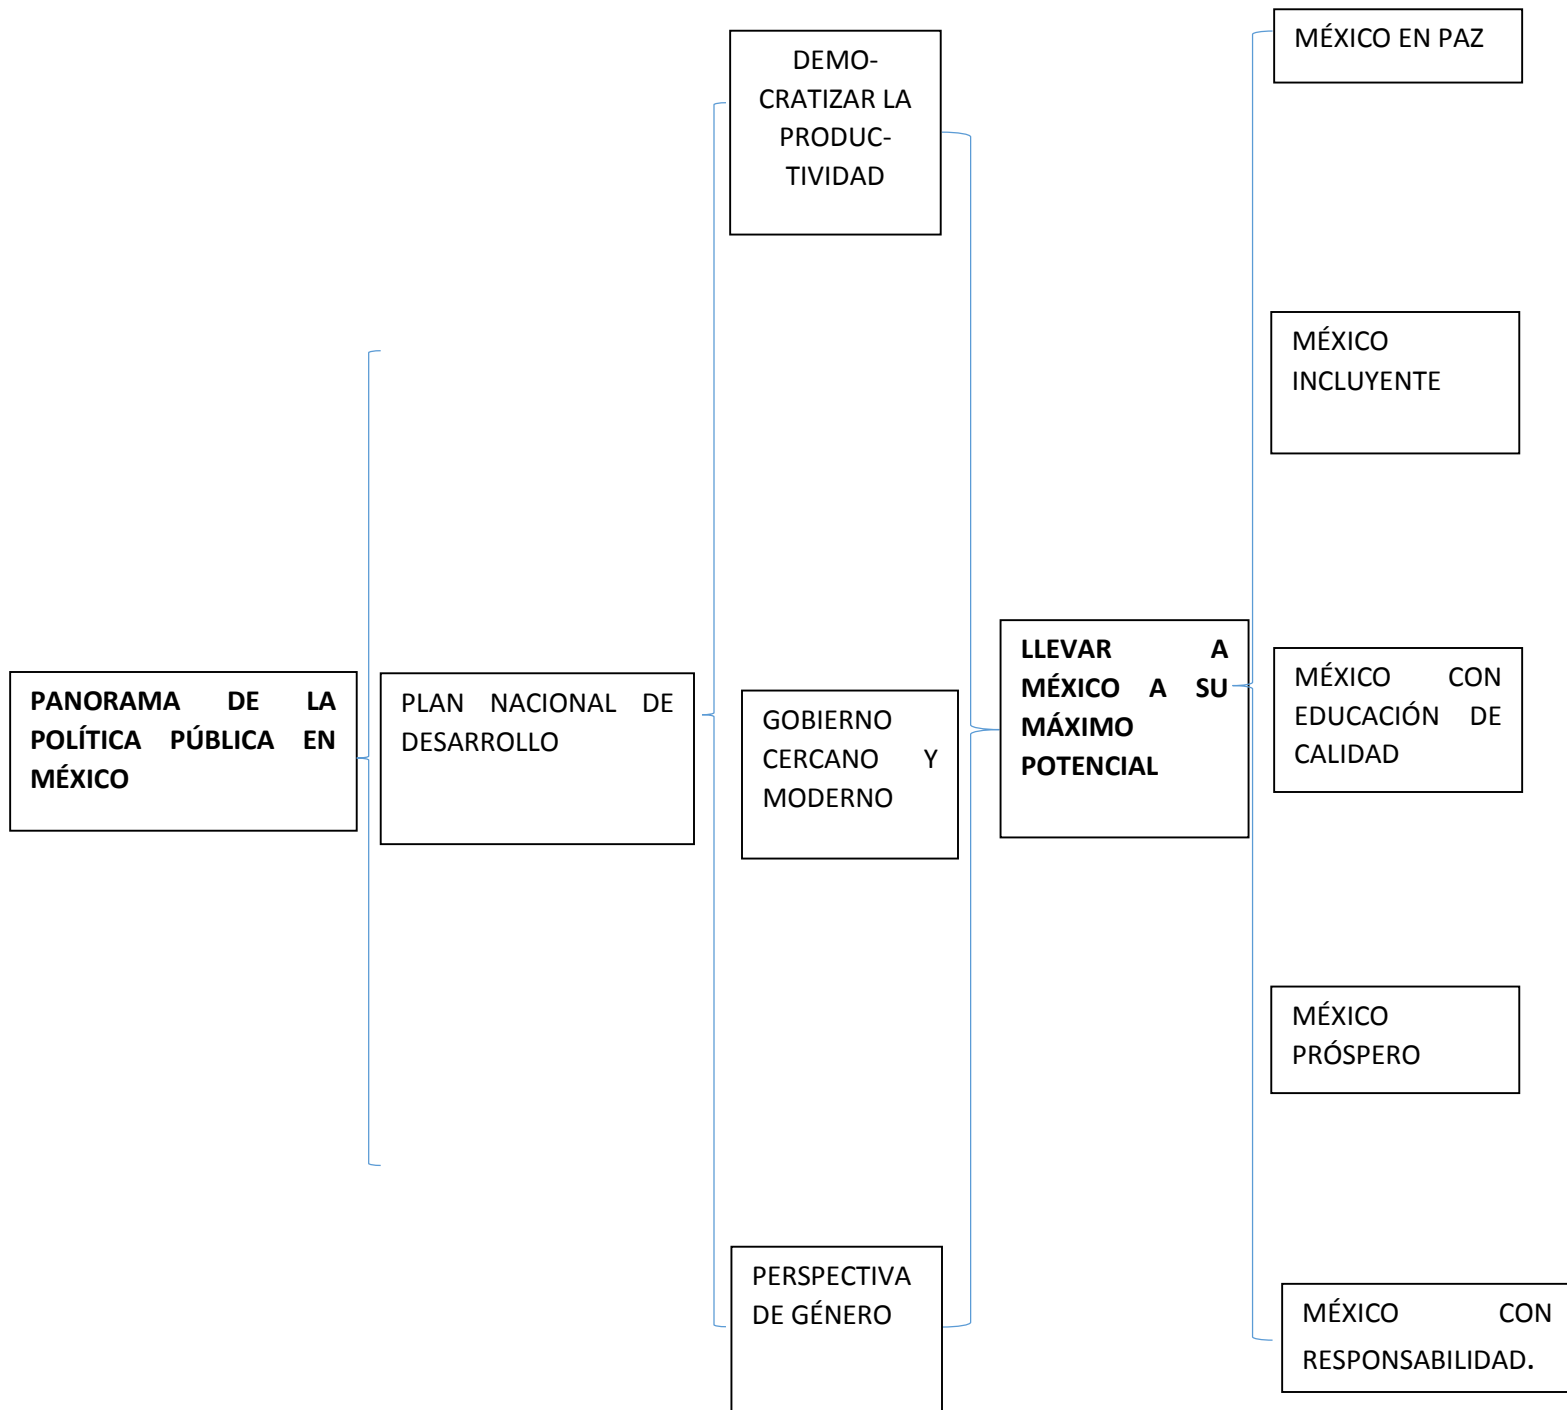 PANORAMA DE LA
POLÍTICA PÚBLICA EN
MÉXICO
PLAN NACIONAL DE
DESARROLLO
DEMO-
CRATIZAR LA
PRODUC-
TIVIDAD
GOBIERNO
CERCANO Y
MODERNO
PERSPECTIVA
DE GÉNERO
LLEVAR A
MÉXICO A SU
MÁXIMO
POTENCIAL
MÉXICO EN PAZ
MÉXICO
INCLUYENTE
MÉXICO CON
EDUCACIÓN DE
CALIDAD
MÉXICO
PRÓSPERO
MÉXICO CON
RESPONSABILIDAD.